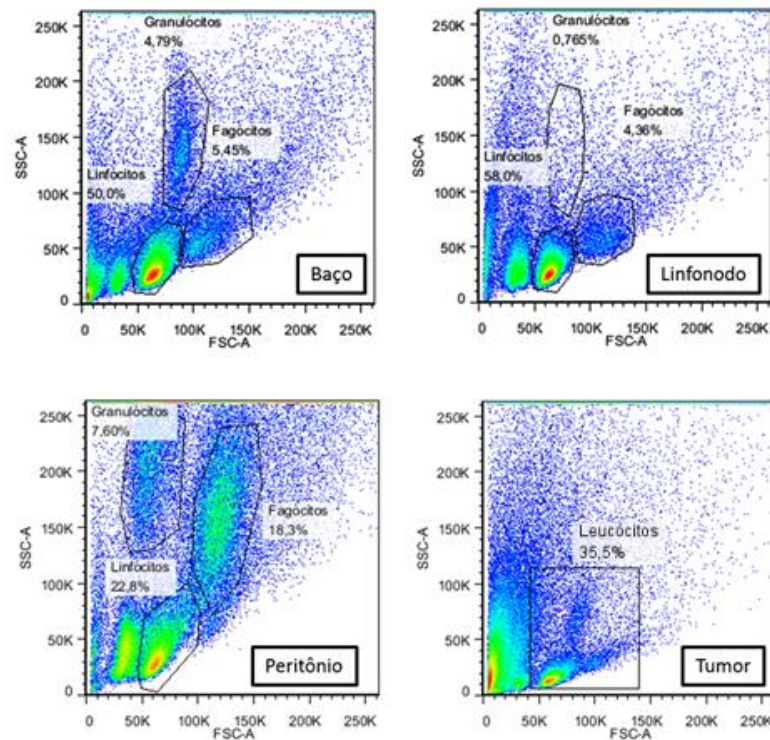 Granulócitos
4,79%
Fagócitos
5,45%
Linfócitos
50,0%
250K
200K
150K
100K
50K
0
SSC-A
Baço
0 50K 100K 150K 200K 250K
FSC-A
Granulócitos
0,765%
Fagócitos
4,36%
Linfócitos
58,0%
250K
200K
150K
100K
50K
0
SSC-A
Linfonodo
0 50K 100K 150K 200K 250K
FSC-A
Granulócitos
7,60%
Fagócitos
18,3%
Linfócitos
22,8%
250K
200K
150K
100K
50K
0
SSC-A
Peritônio
0 50K 100K 150K 200K 250K
FSC-A
Leucócitos
35,5%
250K
200K
150K
100K
50K
0
SSC-A
Tumor
0 50K 100K 150K 200K 250K
FSC-A